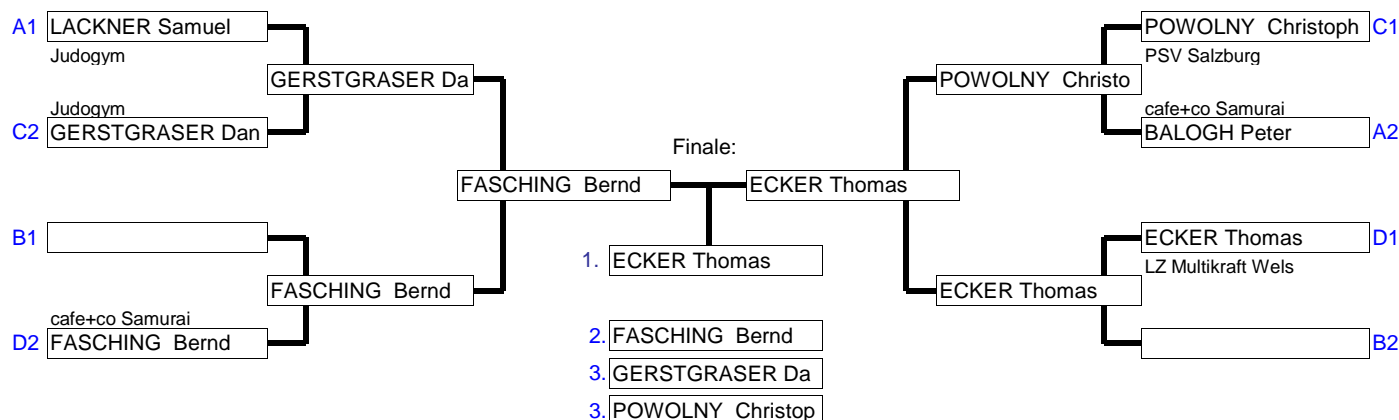 A1 LACKNER Samuel
Judogym
GERSTGRASER Da
Judogym
C2 GERSTGRASER Dan
FASCHING  Bernd
B1
FASCHING  Bernd
cafe+co Samurai
D2 FASCHING  Bernd
Finale:
1. ECKER Thomas
2. FASCHING  Bernd
3. GERSTGRASER Da
3. POWOLNY  Christop
POWOLNY  Christoph C1
PSV Salzburg
POWOLNY  Christo
cafe+co Samurai
BALOGH Peter A2
ECKER Thomas
ECKER Thomas D1
LZ Multikraft Wels
ECKER Thomas
B2